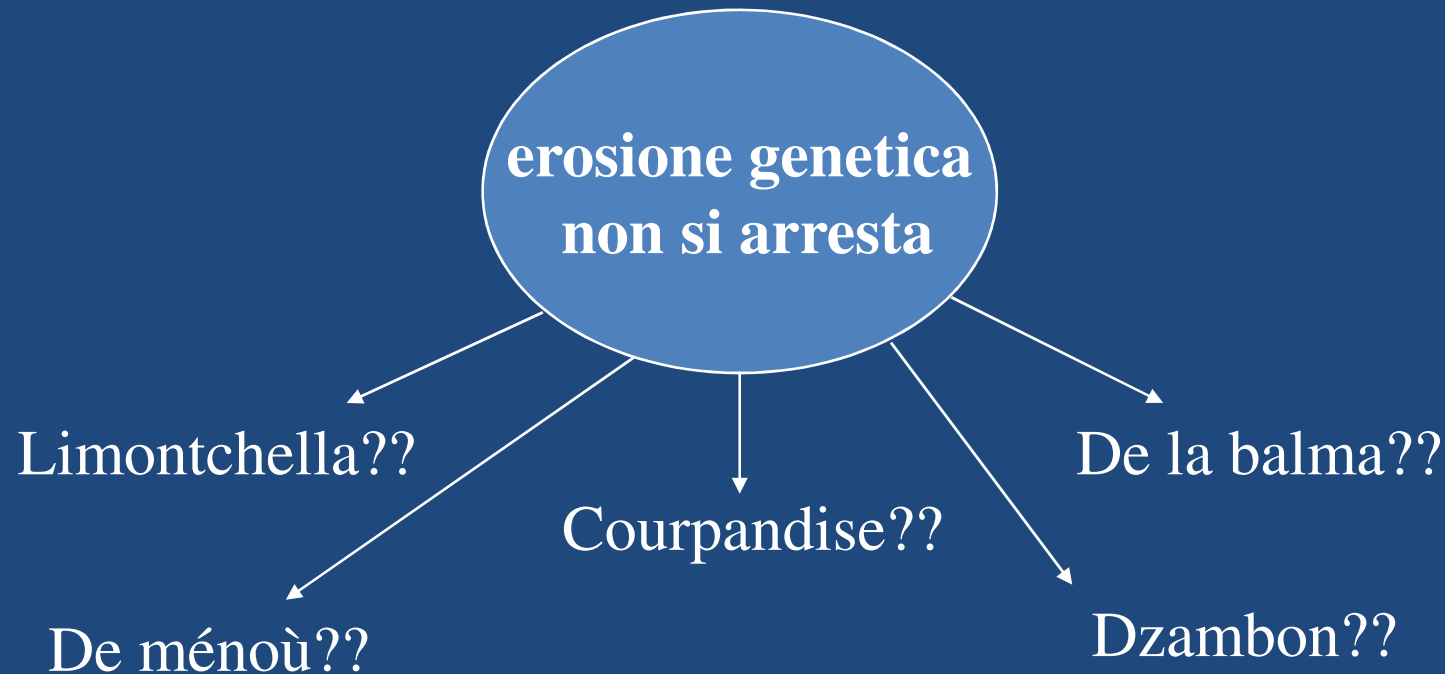 erosione genetica
non si arresta
Limontchella??
De la balma??
Courpandise??
De ménoù??
Dzambon??